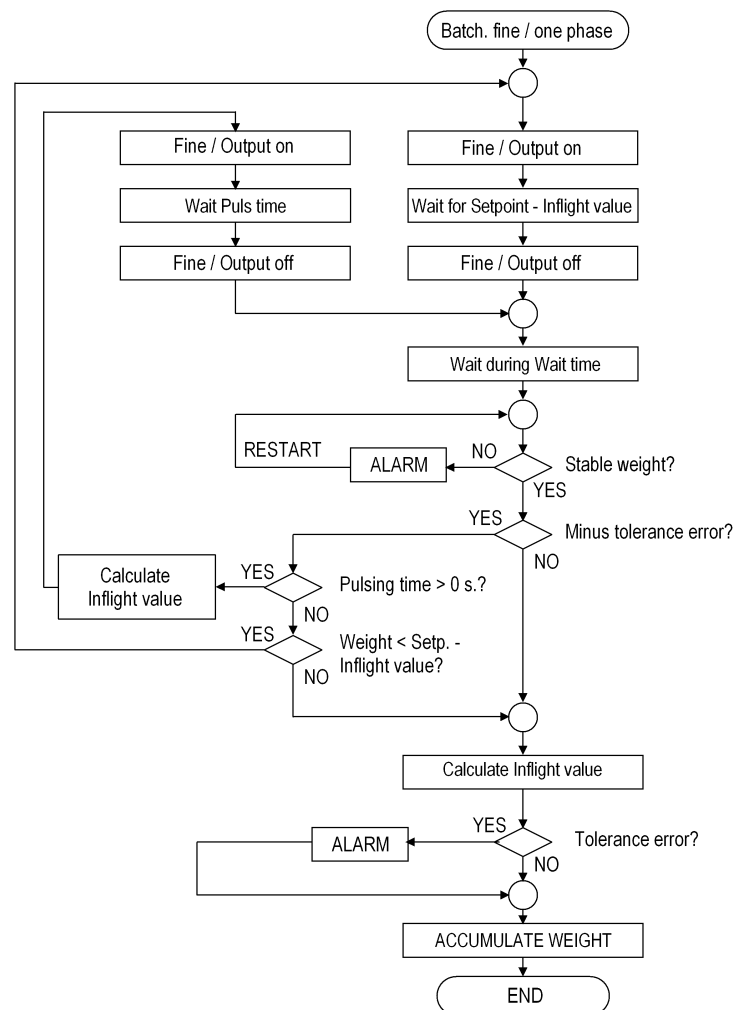 Batch. fine / one phase
Fine / Output on
Fine / Output on
Wait Puls time
Wait for Setpoint - Inflight value
Fine / Output off
Fine / Output off
Wait during Wait time
RESTART
ALARM
NO
Stable weight?
YES
YES
Minus tolerance error?
NO
Calculate
Inflight value
YES
Pulsing time > 0 s.?
NO
YES
Weight < Setp. -
Inflight value?
NO
Calculate Inflight value
ALARM
YES
Tolerance error?
NO
ACCUMULATE WEIGHT
END